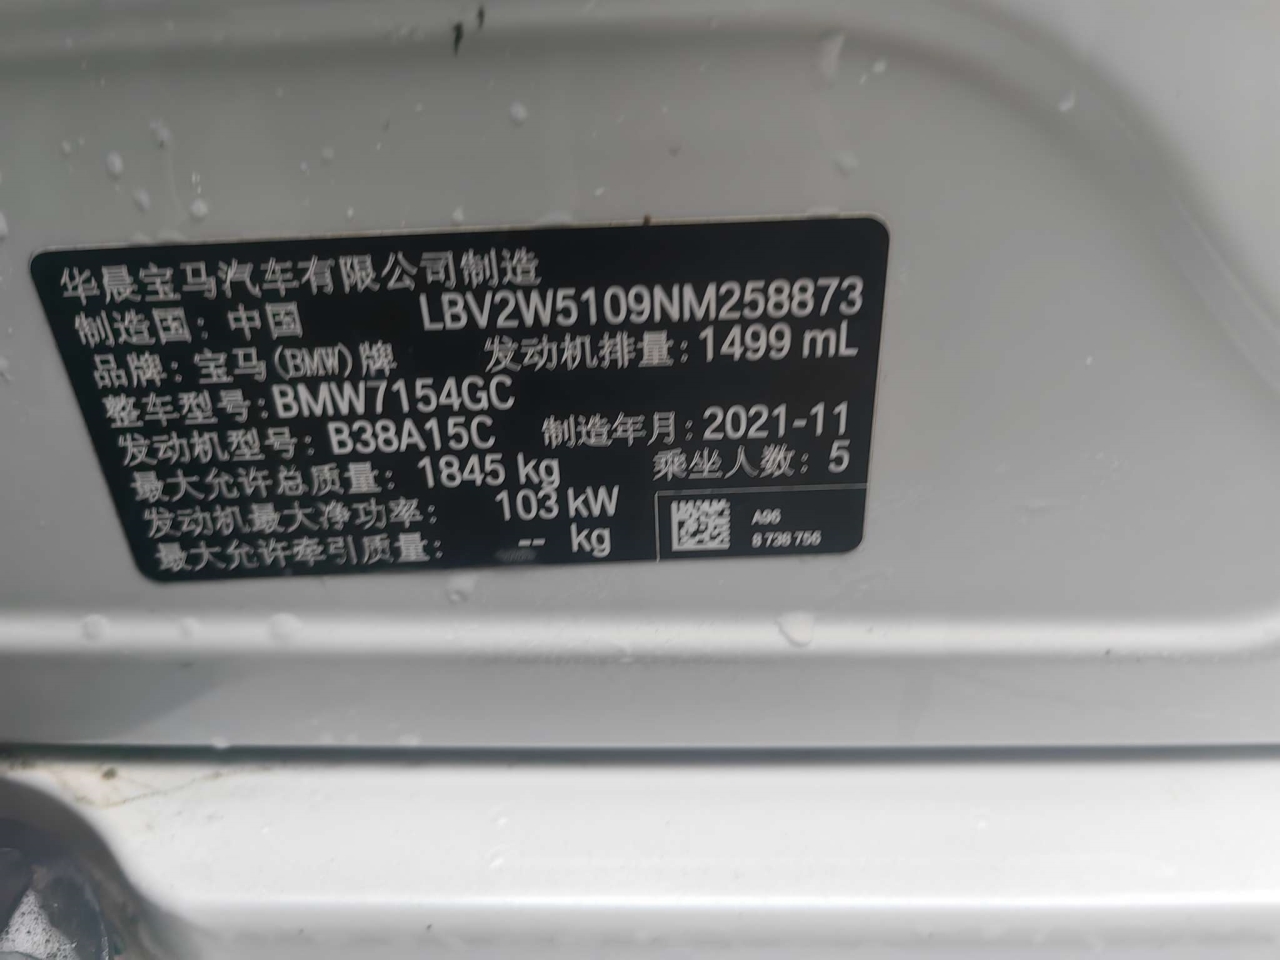 华晨宝马汽车有限公司制造
制造国：中国 LBV2W5109NM258873
品牌：宝马(BMW)牌 发动机排量：1499 mL
整车型号：BMW7154GC
发动机型号：B38A15C 制造年月：2021-11
最大允许总质量：1845 kg 乘坐人数：5
发动机最大净功率：103 kW
最大允许牵引质量：-- kg
A96
8 738 756